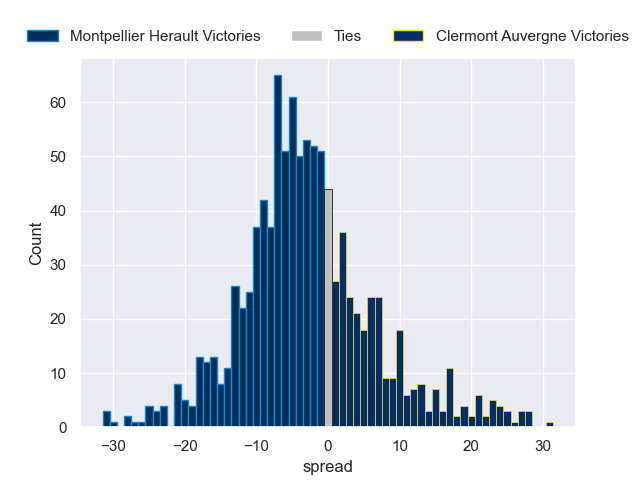 Montpellier Herault Victories Ties Clermont Auvergne Victories
60
50
40
30
20
10
0
Count
−30 −20 −10 0 10 20 30
spread